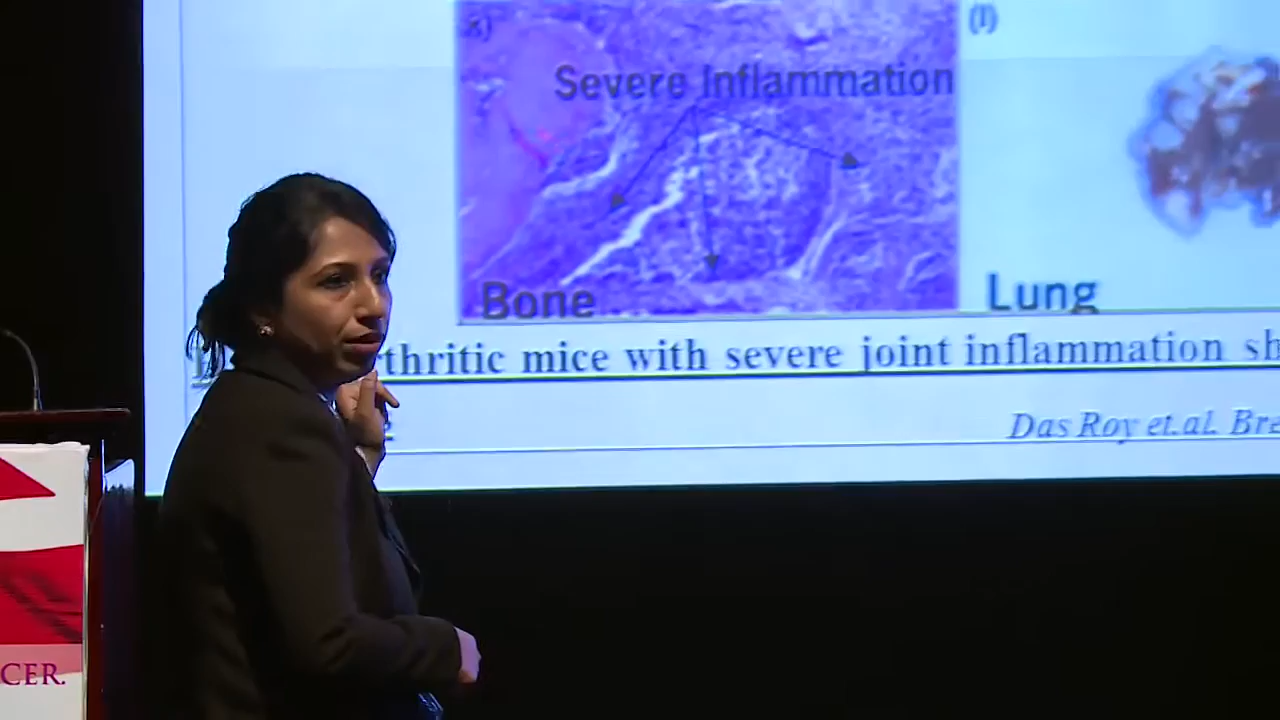 (I)
Severe Inflammation
Bone
Lung
thritic mice with severe joint inflammation sh
Das Roy et.al. Bre
CER.